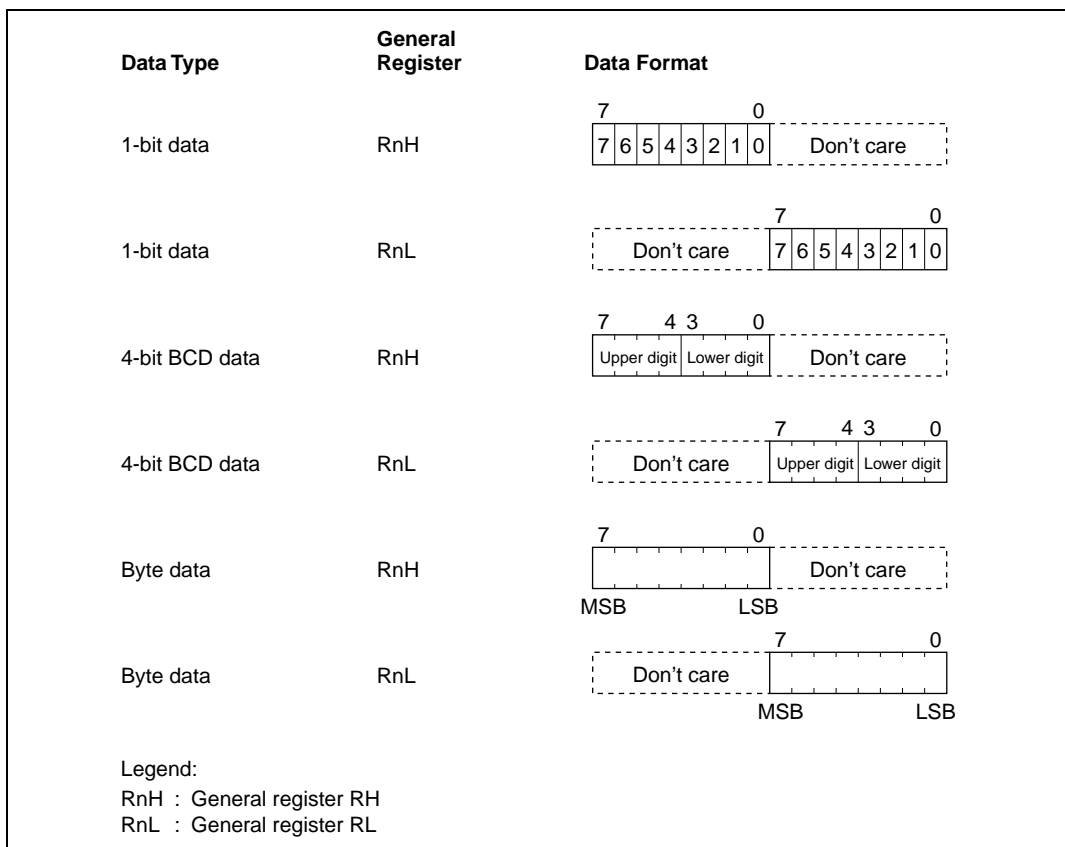 Data Type General Register Data Format
7 0
1-bit data RnH 7 6 5 4 3 2 1 0 Don't care
7 0
1-bit data RnL Don't care 7 6 5 4 3 2 1 0
7 4 3 0
4-bit BCD data RnH Upper digit Lower digit Don't care
7 4 3 0
4-bit BCD data RnL Don't care Upper digit Lower digit
7 0
Byte data RnH Don't care
MSB LSB
7 0
Byte data RnL Don't care
MSB LSB
Legend:
RnH : General register RH
RnL : General register RL